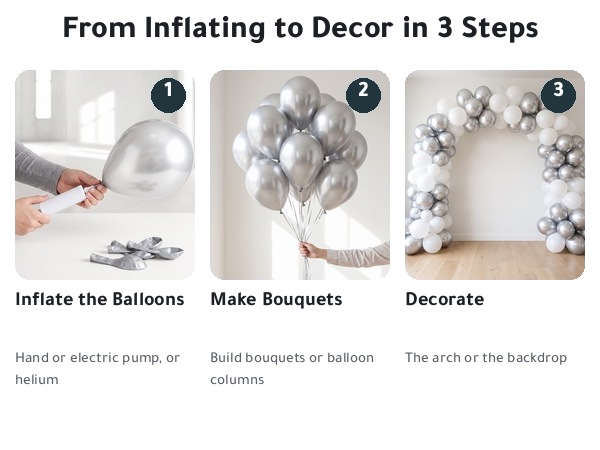 From Inflating to Decor in 3 Steps
1
2
3
Inflate the Balloons
Make Bouquets
Decorate
Hand or electric pump, or
helium
Build bouquets or balloon
columns
The arch or the backdrop